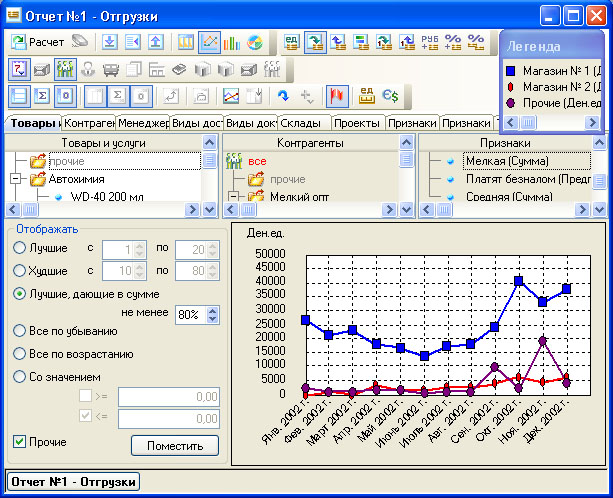 Отчет №1 - Отгрузки
Расчет
ед
РУБ
%
%
Легенда
Магазин № 1 (Д
Магазин № 2 (Д
Прочие (Ден.ед
Товары
Контраген
Менеджер
Виды дос
Виды док
Склады
Проекты
Признаки
Признаки
Товары и услуги
Контрагенты
Признаки
прочие
Автохимия
WD-40 200 мл
все
прочие
Мелкий опт
Мелкая (Сумма)
Платят безналом (Предп
Средняя (Сумма)
Отображать
Лучшие с 1 по 20
Худшие с 10 по 80
Лучшие, дающие в сумме
не менее 80%
Все по убыванию
Все по возрастанию
Со значением
>= 0,00
<= 0,00
Прочие
Поместить
Ден.ед.
50000
45000
40000
35000
30000
25000
20000
15000
10000
5000
0
Янв. 2002 г.
Фев. 2002 г.
Март 2002 г.
Апр. 2002 г.
Май 2002 г.
Июнь 2002 г.
Июль 2002 г.
Авг. 2002 г.
Сен. 2002 г.
Окт. 2002 г.
Ноя. 2002 г.
Дек. 2002 г.
Отчет №1 - Отгрузки